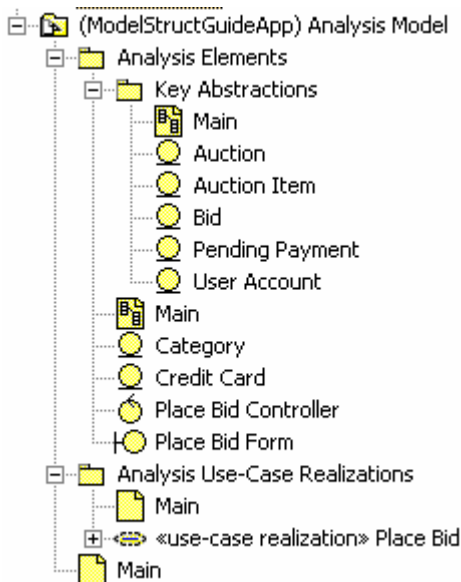 (ModelStructGuideApp) Analysis Model
Analysis Elements
Key Abstractions
Main
Auction
Auction Item
Bid
Pending Payment
User Account
Main
Category
Credit Card
Place Bid Controller
Place Bid Form
Analysis Use-Case Realizations
Main
«use-case realization» Place Bid
Main